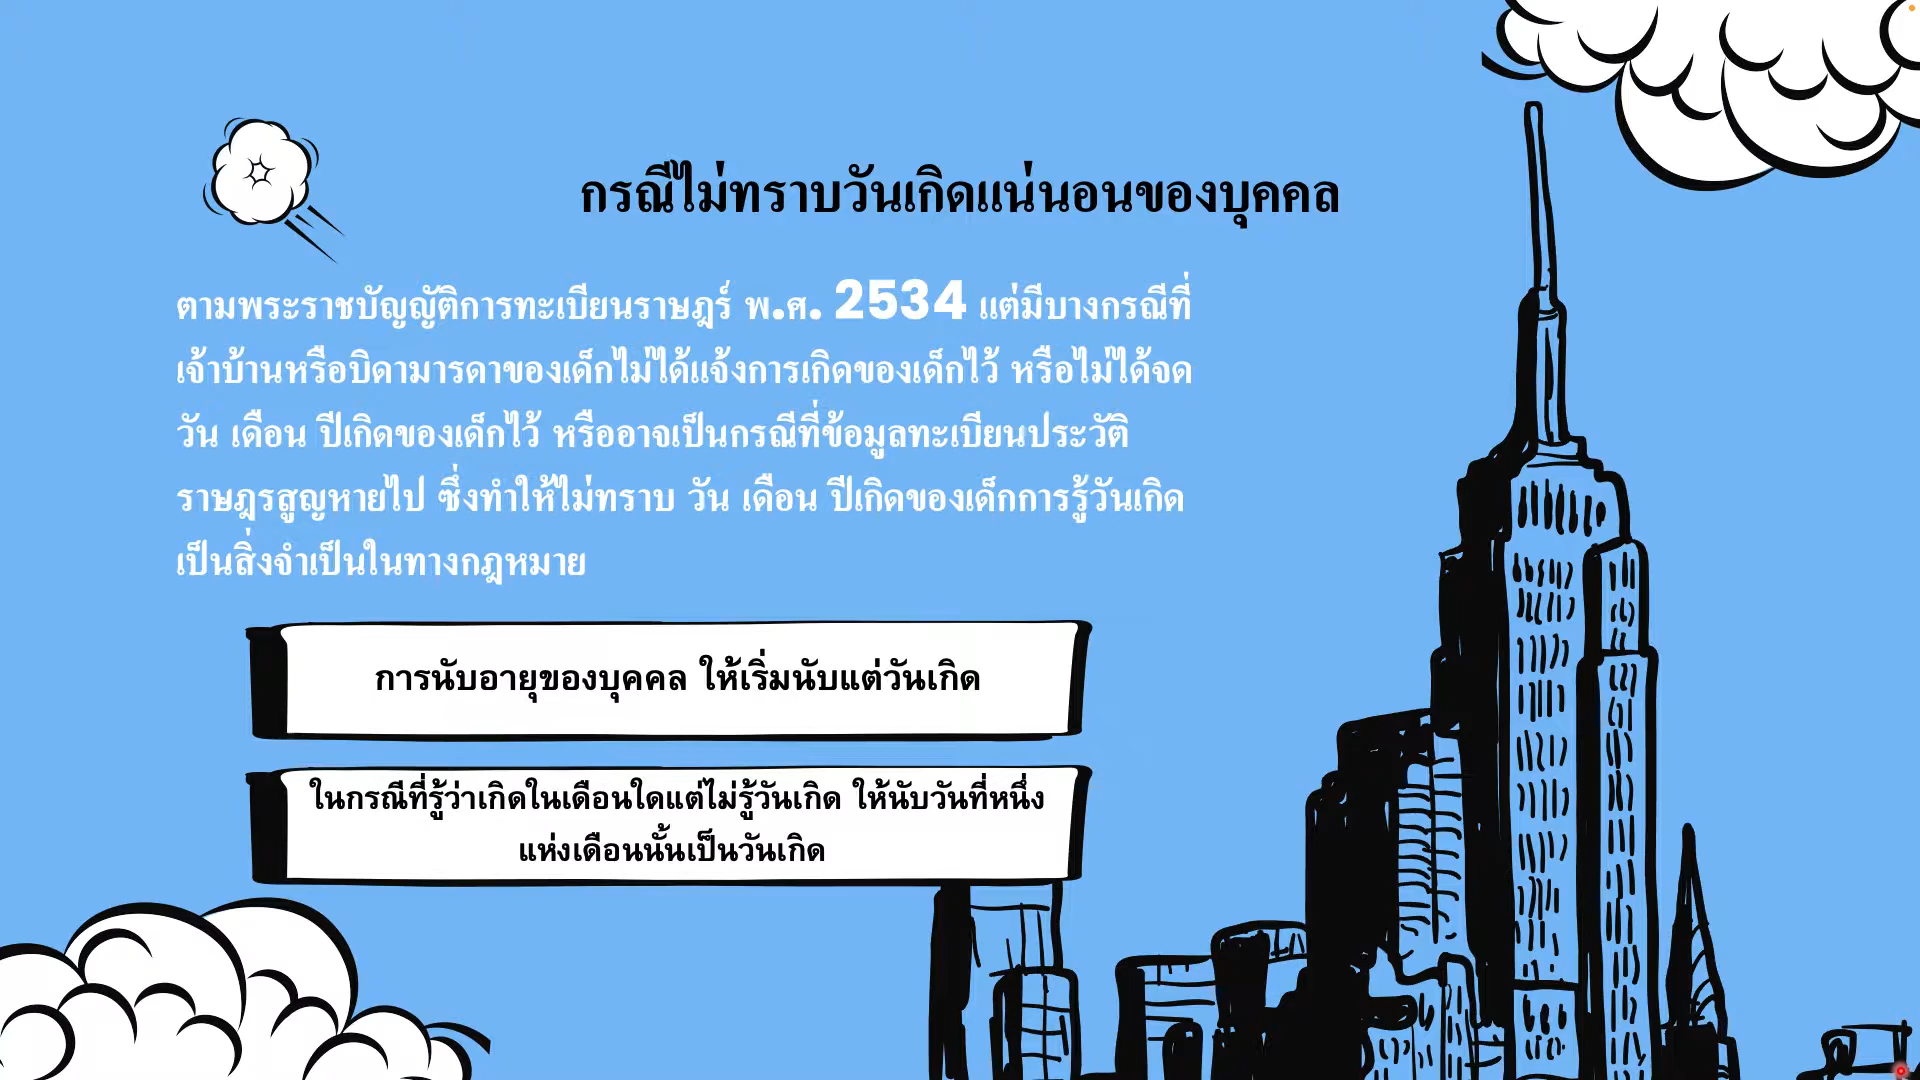 กรณีไม่ทราบวันเกิดแน่นอนของบุคคล
ตามพระราชบัญญัติการทะเบียนราษฎร์ พ.ศ. 2534 แต่มีบางกรณีที่
เจ้าบ้านหรือบิดามารดาของเด็กไม่ได้แจ้งการเกิดของเด็กไว้ หรือไม่ได้จด
วัน เดือน ปีเกิดของเด็กไว้ หรืออาจเป็นกรณีที่ข้อมูลทะเบียนประวัติ
ราษฎรสูญหายไป ซึ่งทำให้ไม่ทราบ วัน เดือน ปีเกิดของเด็กการรู้วันเกิด
เป็นสิ่งจำเป็นในทางกฎหมาย
การนับอายุของบุคคล ให้เริ่มนับแต่วันเกิด
ในกรณีที่รู้ว่าเกิดในเดือนใดแต่ไม่รู้วันเกิด ให้นับวันที่หนึ่ง
แห่งเดือนนั้นเป็นวันเกิด